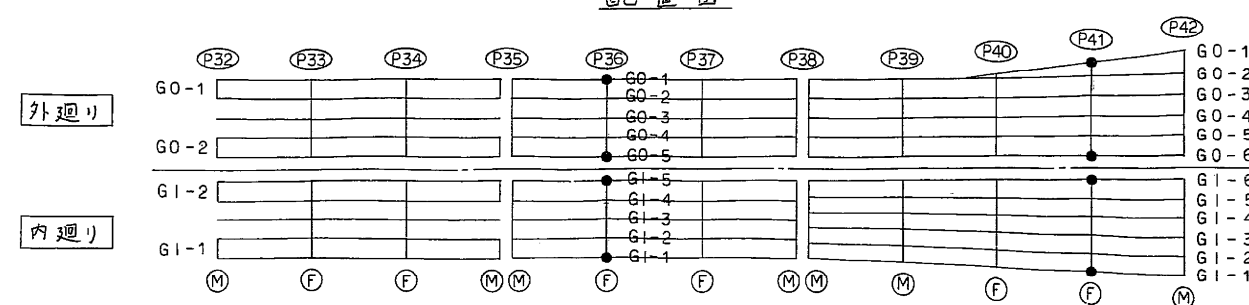 P32 P33 P34 P35 P36 P37 P38 P39 P40 P41 P42
外廻り
GO-1
GO-2
GO-1
GO-2
GO-3
GO-4
GO-5
GO-1
GO-2
GO-3
GO-4
GO-5
GO-6
内廻り
GI-2
GI-1
GI-5
GI-4
GI-3
GI-2
GI-1
GI-6
GI-5
GI-4
GI-3
GI-2
GI-1
M F F M M F F M M M F F M